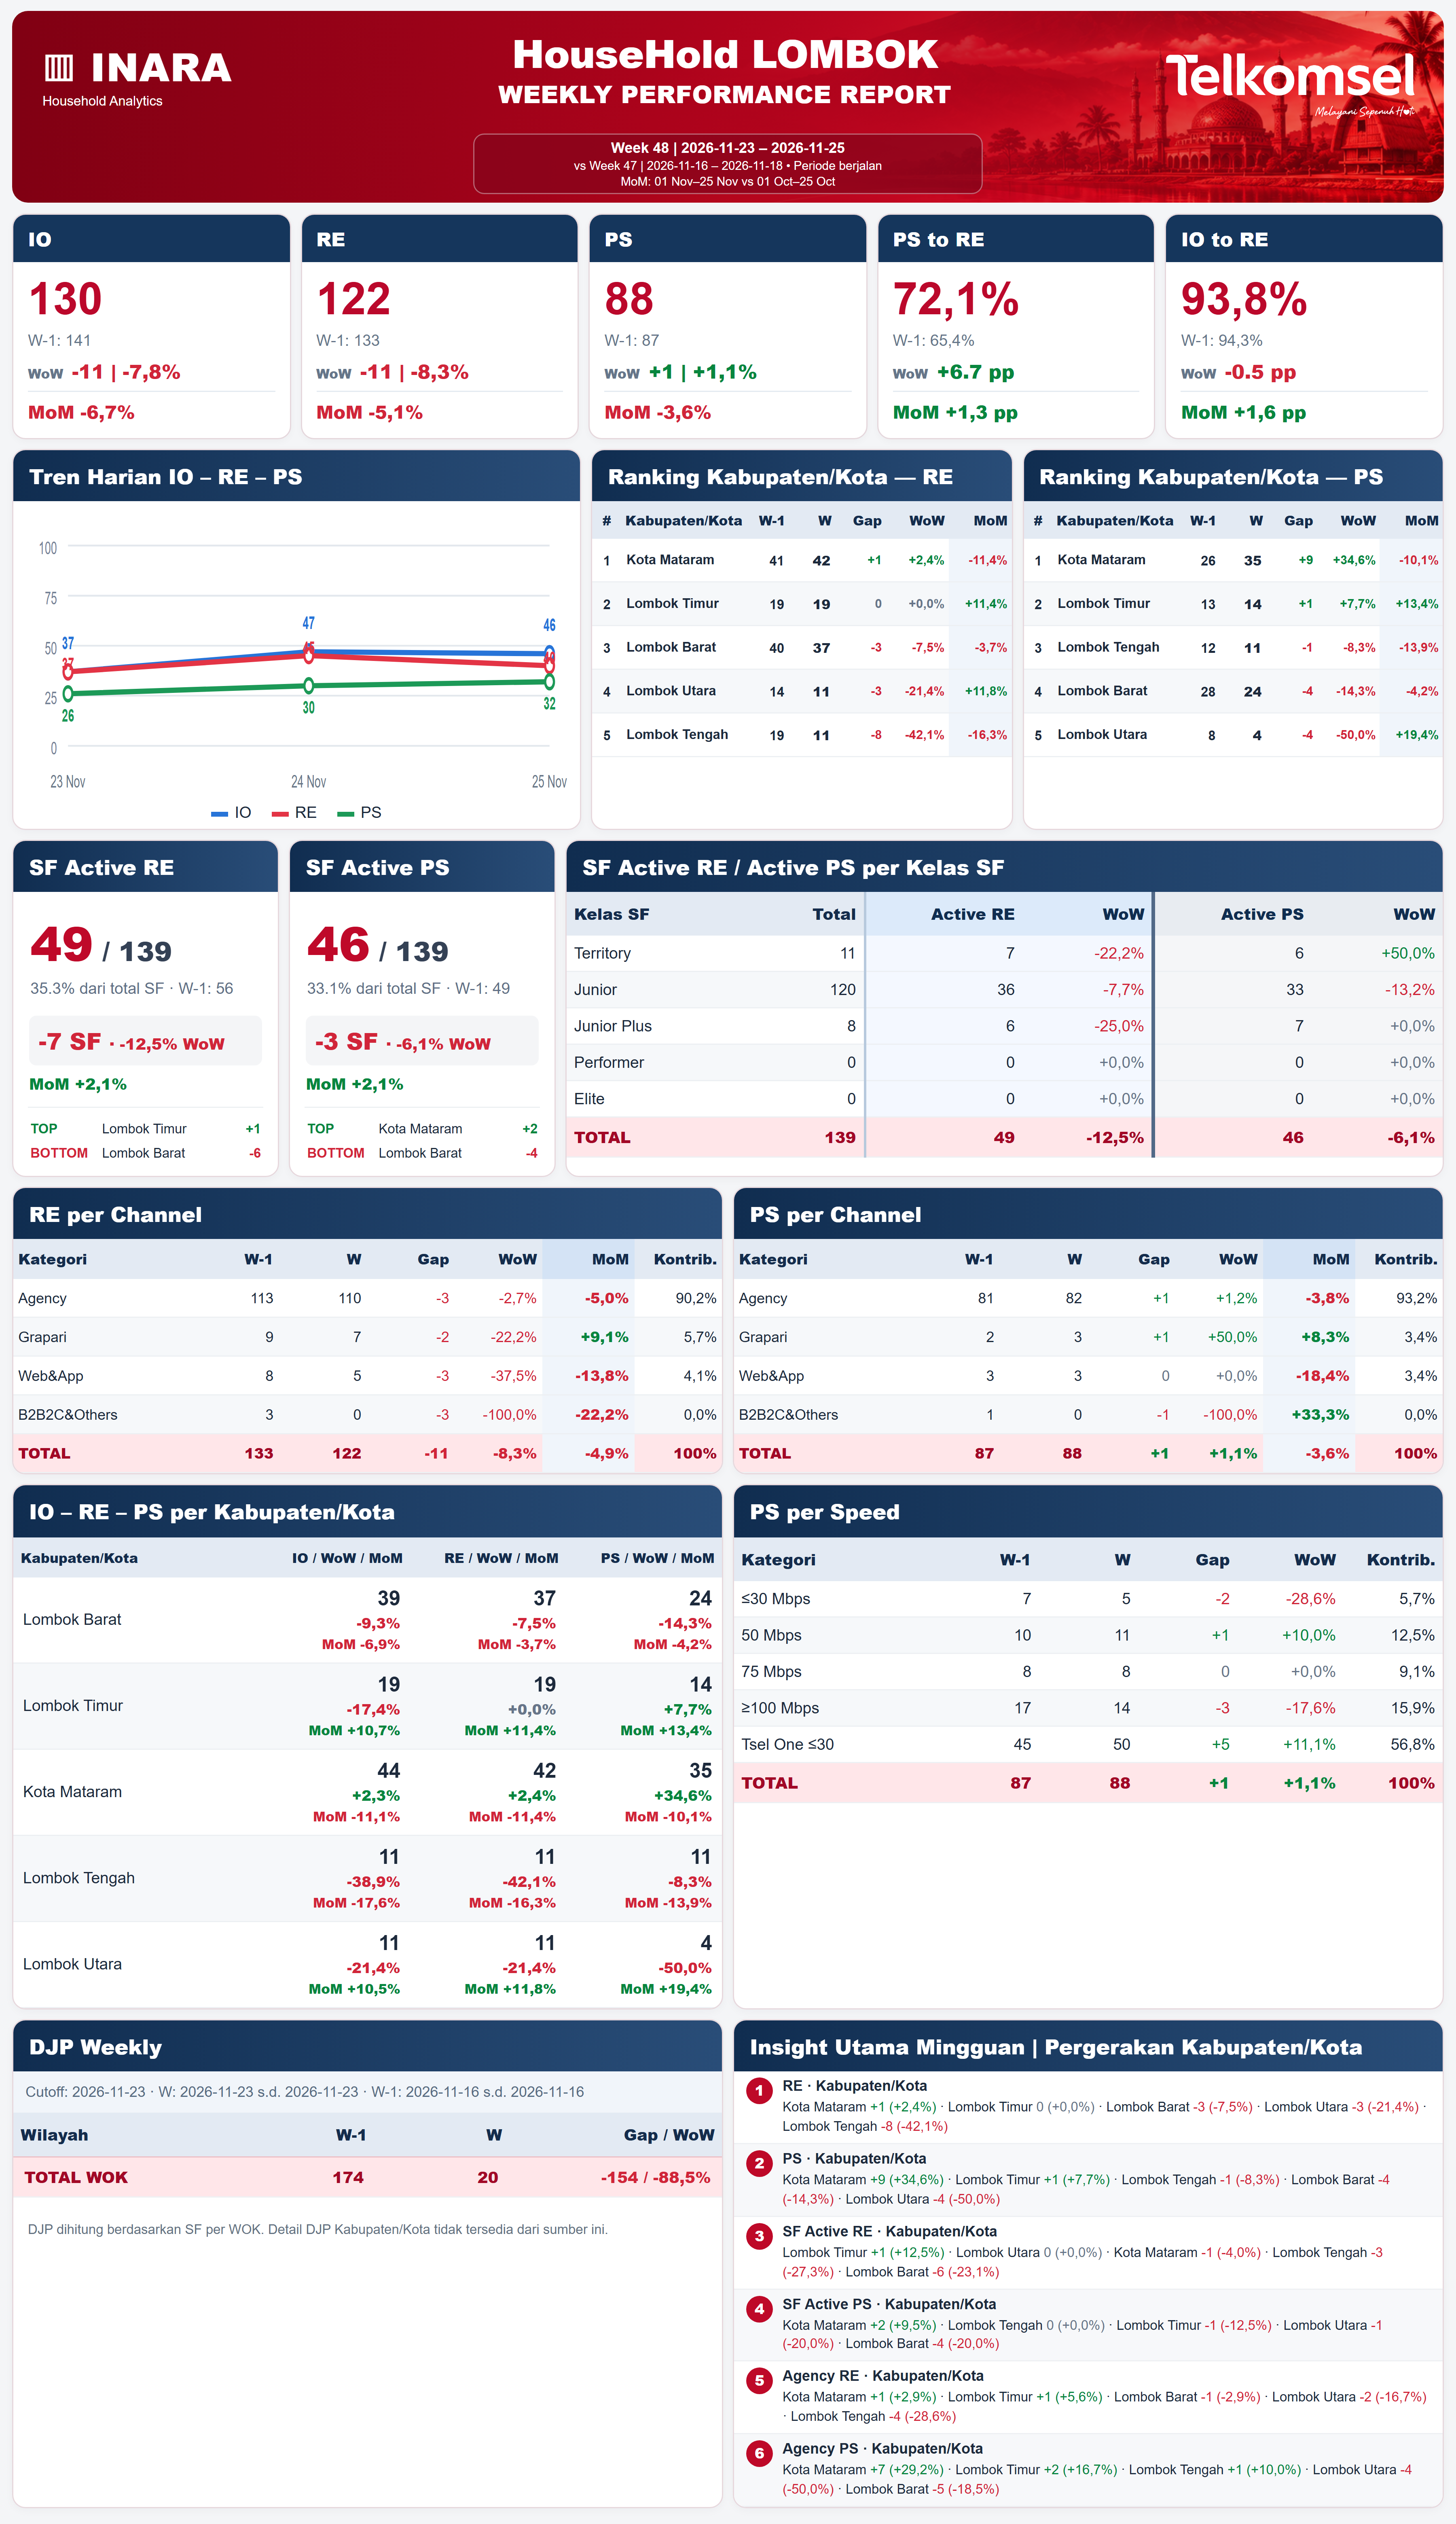 INARA
Household Analytics
HouseHold LOMBOK
WEEKLY PERFORMANCE REPORT
Week 48 | 2026-11-23 – 2026-11-25
vs Week 47 | 2026-11-16 – 2026-11-18 • Periode berjalan
MoM: 01 Nov–25 Nov vs 01 Oct–25 Oct
Telkomsel
Melayani Sepenuh Hati
IO
130
W-1: 141
WoW -11 | -7,8%
MoM -6,7%
RE
122
W-1: 133
WoW -11 | -8,3%
MoM -5,1%
PS
88
W-1: 87
WoW +1 | +1,1%
MoM -3,6%
PS to RE
72,1%
W-1: 65,4%
WoW +6.7 pp
MoM +1,3 pp
IO to RE
93,8%
W-1: 94,3%
WoW -0.5 pp
MoM +1,6 pp
Tren Harian IO – RE – PS
100
75
50
25
0
37
47
46
37
26
30
32
23 Nov 24 Nov 25 Nov
IO RE PS
Ranking Kabupaten/Kota — RE
# Kabupaten/Kota W-1 W Gap WoW MoM
1 Kota Mataram 41 42 +1 +2,4% -11,4%
2 Lombok Timur 19 19 0 +0,0% +11,4%
3 Lombok Barat 40 37 -3 -7,5% -3,7%
4 Lombok Utara 14 11 -3 -21,4% +11,8%
5 Lombok Tengah 19 11 -8 -42,1% -16,3%
Ranking Kabupaten/Kota — PS
# Kabupaten/Kota W-1 W Gap WoW MoM
1 Kota Mataram 26 35 +9 +34,6% -10,1%
2 Lombok Timur 13 14 +1 +7,7% +13,4%
3 Lombok Tengah 12 11 -1 -8,3% -13,9%
4 Lombok Barat 28 24 -4 -14,3% -4,2%
5 Lombok Utara 8 4 -4 -50,0% +19,4%
SF Active RE
49 / 139
35.3% dari total SF · W-1: 56
-7 SF · -12,5% WoW
MoM +2,1%
TOP Lombok Timur +1
BOTTOM Lombok Barat -6
SF Active PS
46 / 139
33.1% dari total SF · W-1: 49
-3 SF · -6,1% WoW
MoM +2,1%
TOP Kota Mataram +2
BOTTOM Lombok Barat -4
SF Active RE / Active PS per Kelas SF
Kelas SF Total Active RE WoW Active PS WoW
Territory 11 7 -22,2% 6 +50,0%
Junior 120 36 -7,7% 33 -13,2%
Junior Plus 8 6 -25,0% 7 +0,0%
Performer 0 0 +0,0% 0 +0,0%
Elite 0 0 +0,0% 0 +0,0%
TOTAL 139 49 -12,5% 46 -6,1%
RE per Channel
Kategori W-1 W Gap WoW MoM Kontrib.
Agency 113 110 -3 -2,7% -5,0% 90,2%
Grapari 9 7 -2 -22,2% +9,1% 5,7%
Web&App 8 5 -3 -37,5% -13,8% 4,1%
B2B2C&Others 3 0 -3 -100,0% -22,2% 0,0%
TOTAL 133 122 -11 -8,3% -4,9% 100%
PS per Channel
Kategori W-1 W Gap WoW MoM Kontrib.
Agency 81 82 +1 +1,2% -3,8% 93,2%
Grapari 2 3 +1 +50,0% +8,3% 3,4%
Web&App 3 3 0 +0,0% -18,4% 3,4%
B2B2C&Others 1 0 -1 -100,0% +33,3% 0,0%
TOTAL 87 88 +1 +1,1% -3,6% 100%
IO – RE – PS per Kabupaten/Kota
Kabupaten/Kota IO / WoW / MoM RE / WoW / MoM PS / WoW / MoM
39 37 24
Lombok Barat -9,3% -7,5% -14,3%
MoM -6,9% MoM -3,7% MoM -4,2%
19 19 14
Lombok Timur -17,4% +0,0% +7,7%
MoM +10,7% MoM +11,4% MoM +13,4%
44 42 35
Kota Mataram +2,3% +2,4% +34,6%
MoM -11,1% MoM -11,4% MoM -10,1%
11 11 11
Lombok Tengah -38,9% -42,1% -8,3%
MoM -17,6% MoM -16,3% MoM -13,9%
11 11 4
Lombok Utara -21,4% -21,4% -50,0%
MoM +10,5% MoM +11,8% MoM +19,4%
PS per Speed
Kategori W-1 W Gap WoW Kontrib.
≤30 Mbps 7 5 -2 -28,6% 5,7%
50 Mbps 10 11 +1 +10,0% 12,5%
75 Mbps 8 8 0 +0,0% 9,1%
≥100 Mbps 17 14 -3 -17,6% 15,9%
Tsel One ≤30 45 50 +5 +11,1% 56,8%
TOTAL 87 88 +1 +1,1% 100%
DJP Weekly
Cutoff: 2026-11-23 · W: 2026-11-23 s.d. 2026-11-23 · W-1: 2026-11-16 s.d. 2026-11-16
Wilayah W-1 W Gap / WoW
TOTAL WOK 174 20 -154 / -88,5%
DJP dihitung berdasarkan SF per WOK. Detail DJP Kabupaten/Kota tidak tersedia dari sumber ini.
Insight Utama Mingguan | Pergerakan Kabupaten/Kota
1 RE · Kabupaten/Kota
Kota Mataram +1 (+2,4%) · Lombok Timur 0 (+0,0%) · Lombok Barat -3 (-7,5%) · Lombok Utara -3 (-21,4%) ·
Lombok Tengah -8 (-42,1%)
2 PS · Kabupaten/Kota
Kota Mataram +9 (+34,6%) · Lombok Timur +1 (+7,7%) · Lombok Tengah -1 (-8,3%) · Lombok Barat -4
(-14,3%) · Lombok Utara -4 (-50,0%)
3 SF Active RE · Kabupaten/Kota
Lombok Timur +1 (+12,5%) · Lombok Utara 0 (+0,0%) · Kota Mataram -1 (-4,0%) · Lombok Tengah -3
(-27,3%) · Lombok Barat -6 (-23,1%)
4 SF Active PS · Kabupaten/Kota
Kota Mataram +2 (+9,5%) · Lombok Tengah 0 (+0,0%) · Lombok Timur -1 (-12,5%) · Lombok Utara -1
(-20,0%) · Lombok Barat -4 (-20,0%)
5 Agency RE · Kabupaten/Kota
Kota Mataram +1 (+2,9%) · Lombok Timur +1 (+5,6%) · Lombok Barat -1 (-2,9%) · Lombok Utara -2 (-16,7%)
· Lombok Tengah -4 (-28,6%)
6 Agency PS · Kabupaten/Kota
Kota Mataram +7 (+29,2%) · Lombok Timur +2 (+16,7%) · Lombok Tengah +1 (+10,0%) · Lombok Utara -4
(-50,0%) · Lombok Barat -5 (-18,5%)